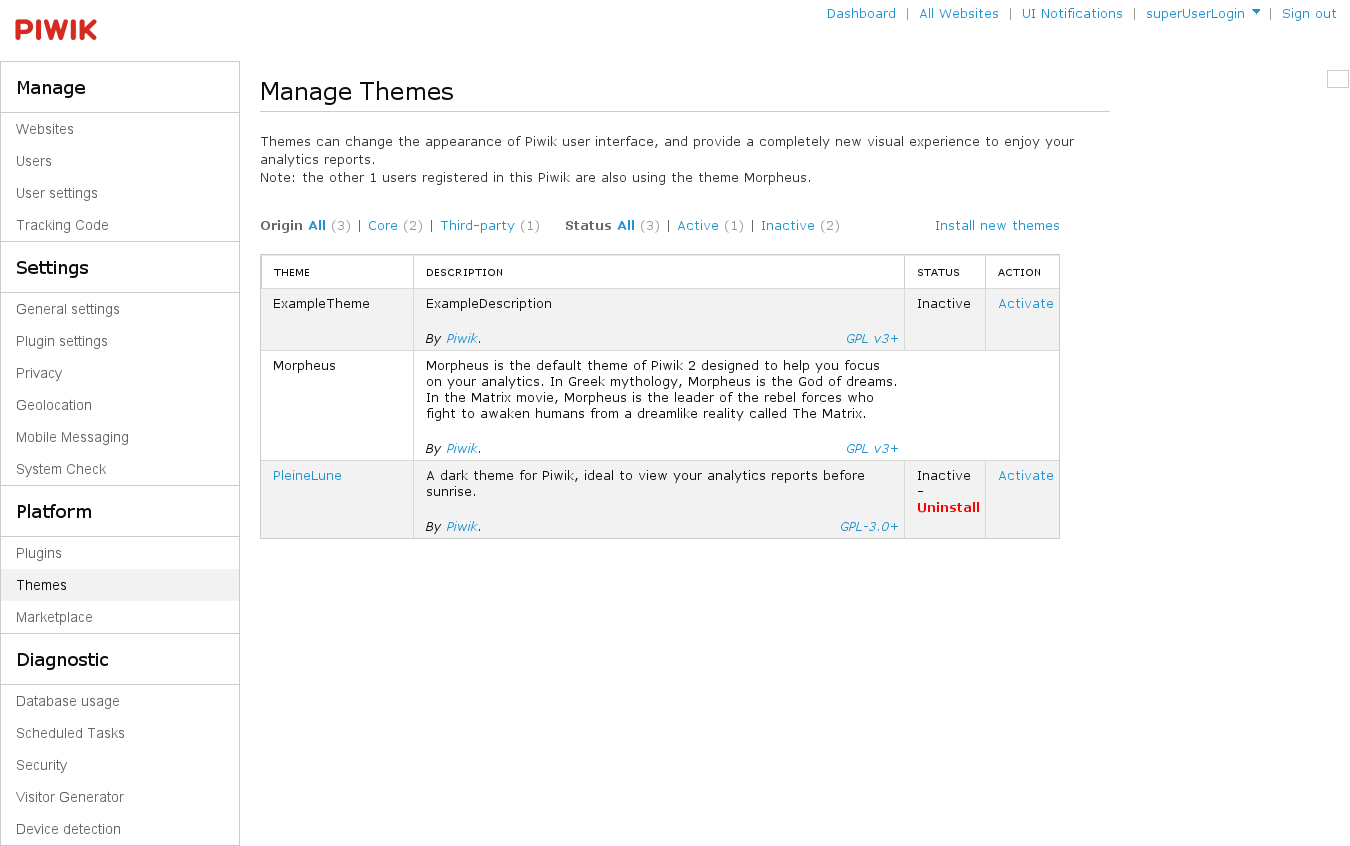 PIWIK
Dashboard | All Websites | UI Notifications | superUserLogin | Sign out
Manage
Websites
Users
User settings
Tracking Code
Settings
General settings
Plugin settings
Privacy
Geolocation
Mobile Messaging
System Check
Platform
Plugins
Themes
Marketplace
Diagnostic
Database usage
Scheduled Tasks
Security
Visitor Generator
Device detection
Manage Themes
Themes can change the appearance of Piwik user interface, and provide a completely new visual experience to enjoy your
analytics reports.
Note: the other 1 users registered in this Piwik are also using the theme Morpheus.
Origin All (3) | Core (2) | Third-party (1) Status All (3) | Active (1) | Inactive (2) Install new themes
THEME DESCRIPTION STATUS ACTION
ExampleTheme ExampleDescription Inactive Activate
By Piwik. GPL v3+
Morpheus Morpheus is the default theme of Piwik 2 designed to help you focus
on your analytics. In Greek mythology, Morpheus is the God of dreams.
In the Matrix movie, Morpheus is the leader of the rebel forces who
fight to awaken humans from a dreamlike reality called The Matrix.
By Piwik. GPL v3+
PleineLune A dark theme for Piwik, ideal to view your analytics reports before Inactive Activate
sunrise. -
Uninstall
By Piwik. GPL-3.0+